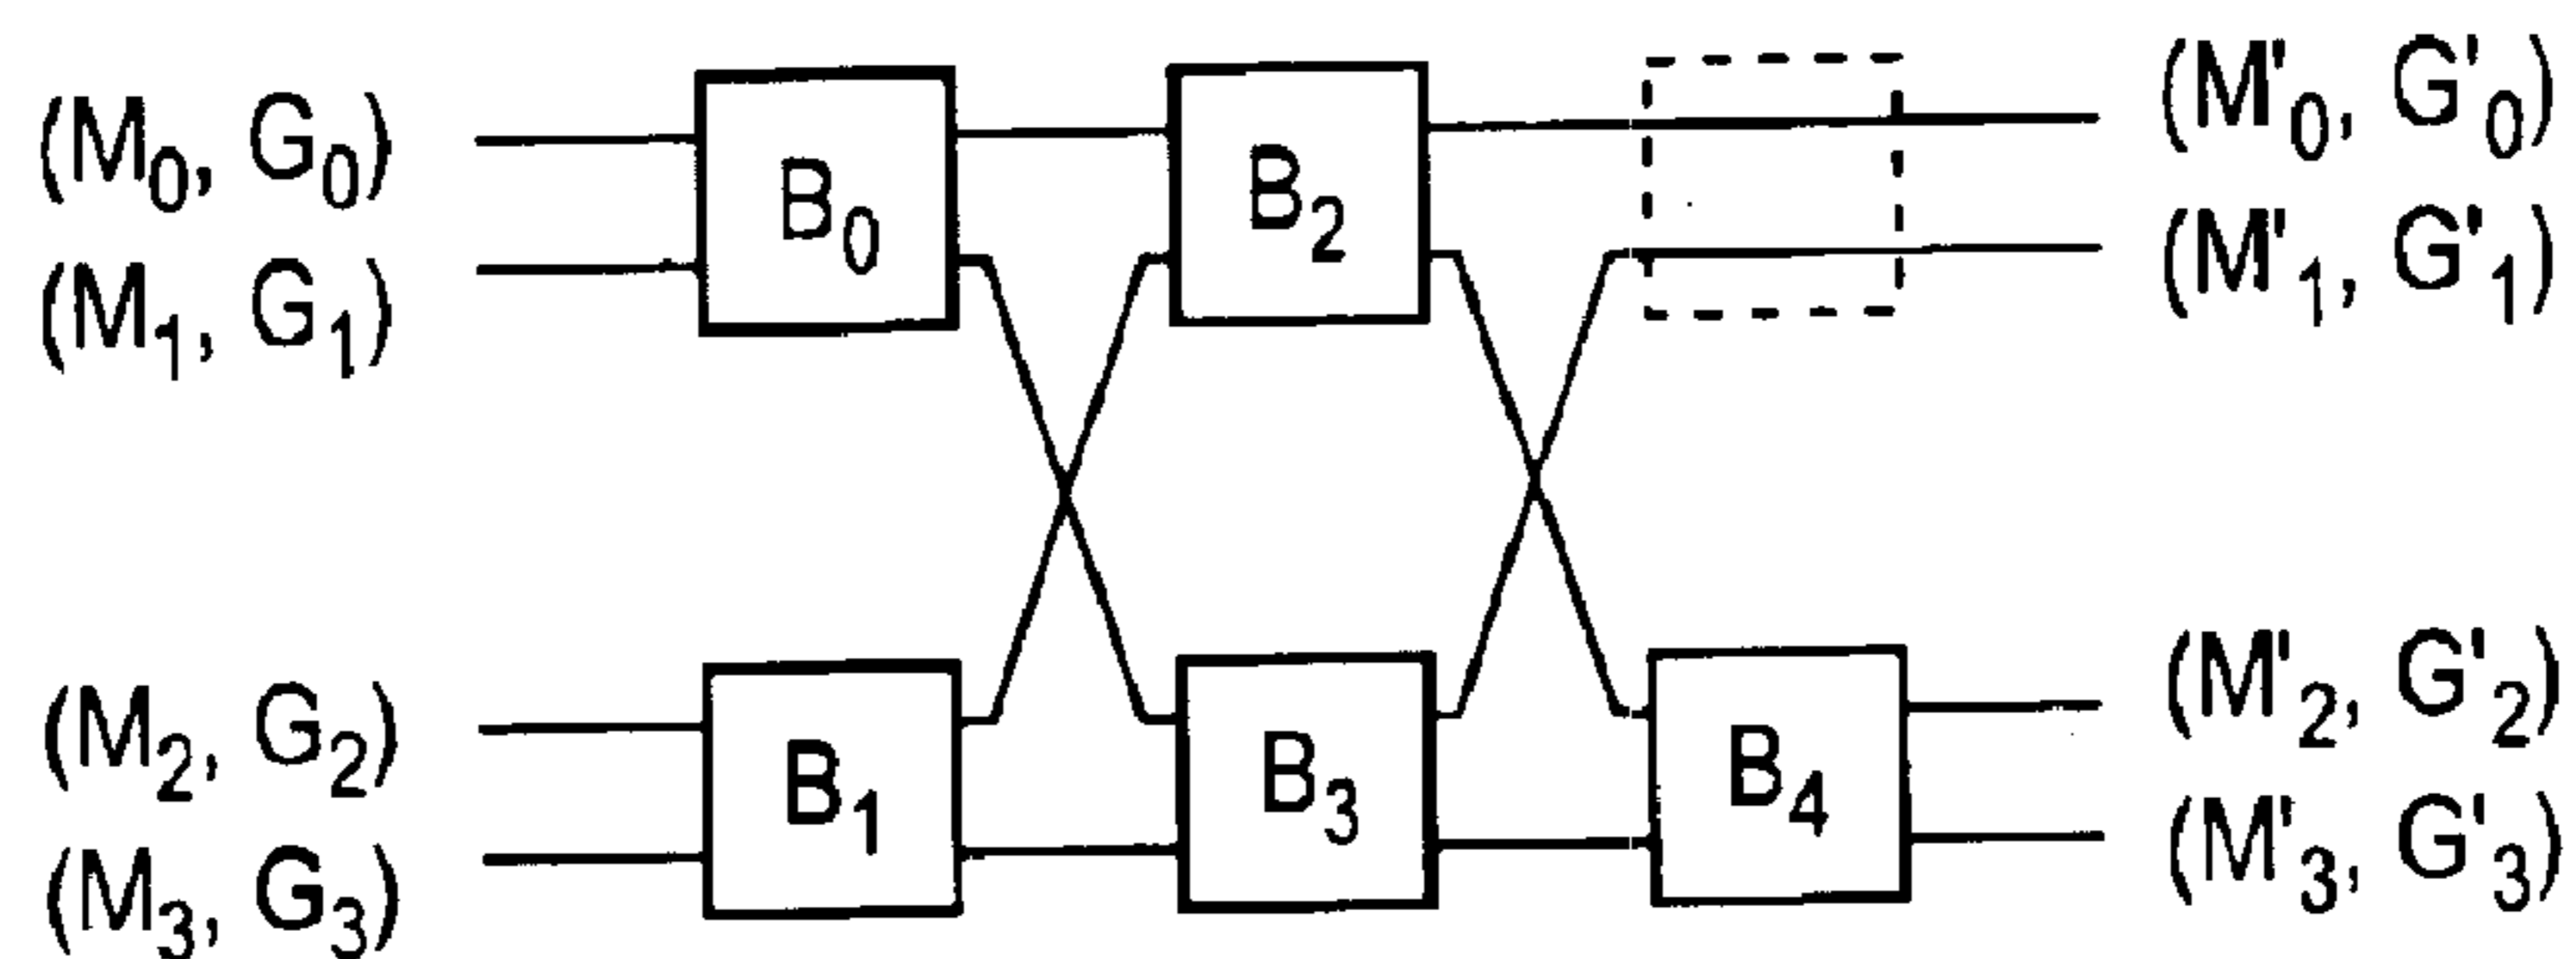 (M0, G0)
(M1, G1)
B0
B2
(M'0, G'0)
(M'1, G'1)
(M2, G2)
(M3, G3)
B1
B3
B4
(M'2, G'2)
(M'3, G'3)